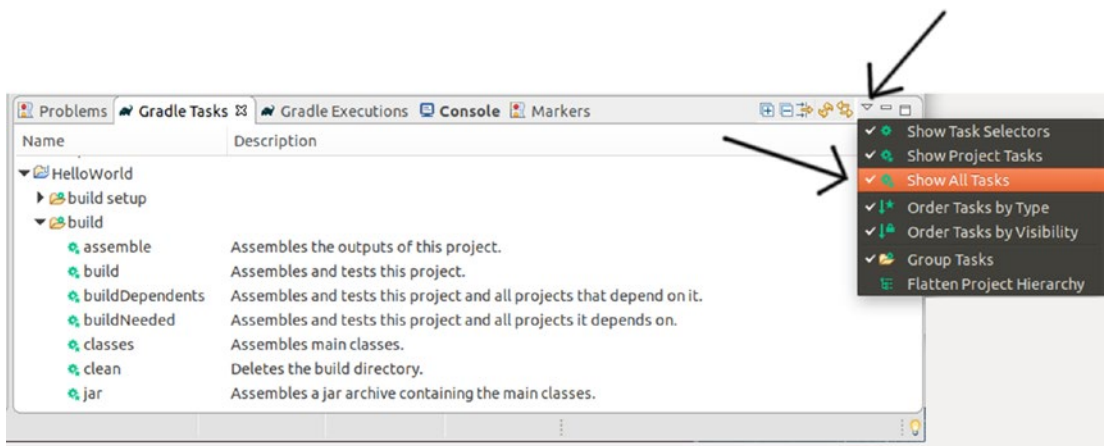 Problems Gradle Tasks Gradle Executions Console Markers
Name Description
HelloWorld
build setup
build
assemble Assembles the outputs of this project.
build Assembles and tests this project.
buildDependents Assembles and tests this project and all projects that depend on it.
buildNeeded Assembles and tests this project and all projects it depends on.
classes Assembles main classes.
clean Deletes the build directory.
jar Assembles a jar archive containing the main classes.
Show Task Selectors
Show Project Tasks
Show All Tasks
Order Tasks by Type
Order Tasks by Visibility
Group Tasks
Flatten Project Hierarchy